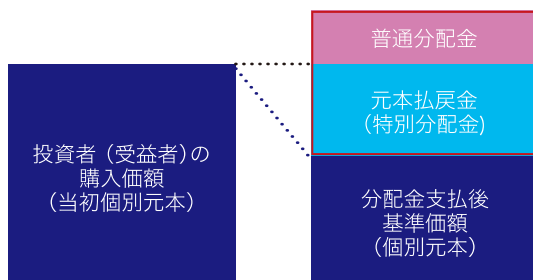 投資者（受益者）の
購入価額
（当初個別元本）
普通分配金
元本払戻金
（特別分配金)
分配金支払後
基準価額
（個別元本）